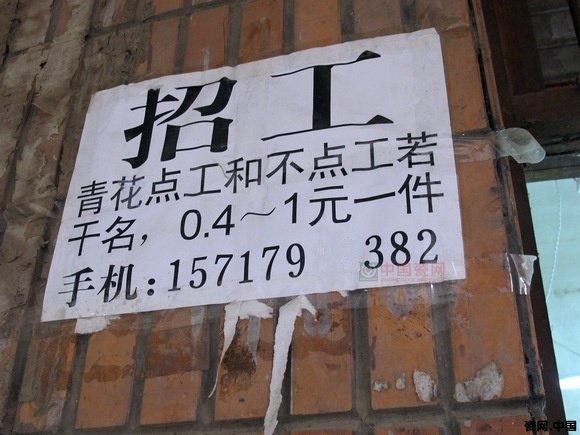 招工
青花点工和不点工若
干名，0.4～1元一件
手机：157179 382
中国瓷网
瓷网.中国